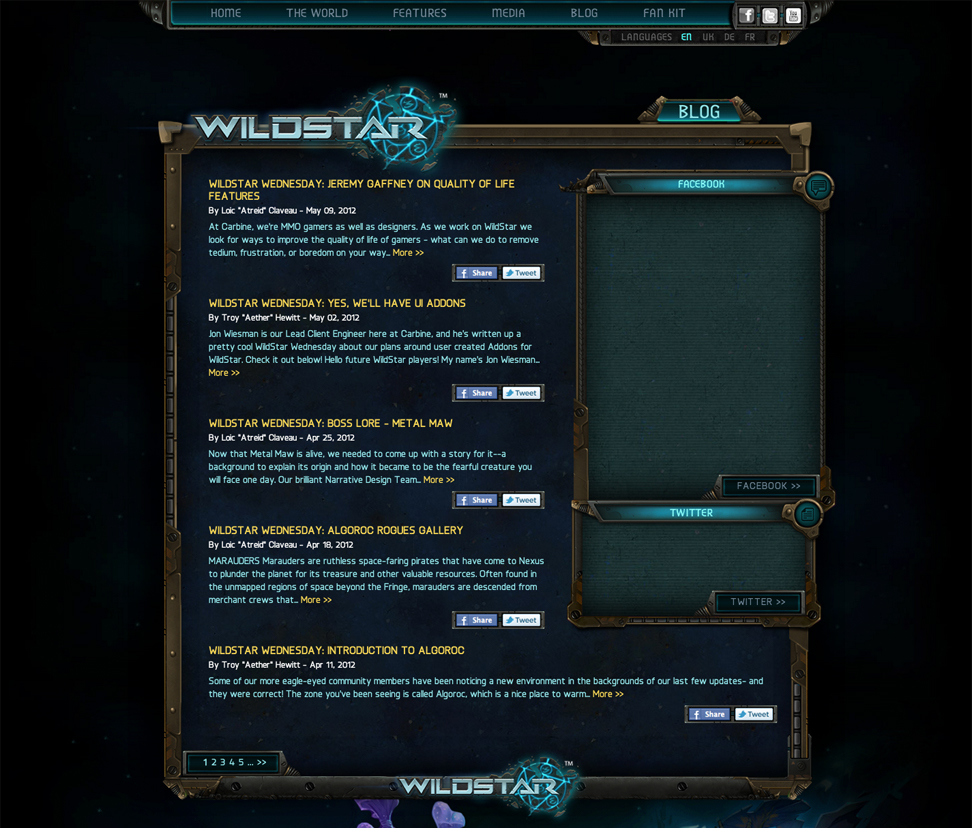 HOME THE WORLD FEATURES MEDIA BLOG FAN KIT
LANGUAGES EN UK DE FR
WILDSTAR TM
BLOG
WILDSTAR WEDNESDAY: JEREMY GAFFNEY ON QUALITY OF LIFE
FEATURES
By Loic "Atreid" Claveau - May 09, 2012
At Carbine, we're MMO gamers as well as designers. As we work on WildStar we
look for ways to improve the quality of life of gamers - what can we do to remove
tedium, frustration, or boredom on your way... More >>
Share Tweet
WILDSTAR WEDNESDAY: YES, WE'LL HAVE UI ADDONS
By Troy "Aether" Hewitt - May 02, 2012
Jon Wiesman is our Lead Client Engineer here at Carbine, and he's written up a
pretty cool WildStar Wednesday about our plans around user created Addons for
WildStar. Check it out below! Hello future WildStar players! My name's Jon Wiesman...
More >>
Share Tweet
WILDSTAR WEDNESDAY: BOSS LORE - METAL MAW
By Loic "Atreid" Claveau - Apr 25, 2012
Now that Metal Maw is alive, we needed to come up with a story for it--a
background to explain its origin and how it became to be the fearful creature you
will face one day. Our brilliant Narrative Design Team... More >>
Share Tweet
WILDSTAR WEDNESDAY: ALGOROC ROGUES GALLERY
By Loic "Atreid" Claveau - Apr 18, 2012
MARAUDERS Marauders are ruthless space-faring pirates that have come to Nexus
to plunder the planet for its treasure and other valuable resources. Often found in
the unmapped regions of space beyond the Fringe, marauders are descended from
merchant crews that... More >>
Share Tweet
WILDSTAR WEDNESDAY: INTRODUCTION TO ALGOROC
By Troy "Aether" Hewitt - Apr 11, 2012
Some of our more eagle-eyed community members have been noticing a new environment in the backgrounds of our last few updates- and
they were correct! The zone you've been seeing is called Algoroc, which is a nice place to warm... More >>
Share Tweet
FACEBOOK
FACEBOOK >>
TWITTER
TWITTER >>
1 2 3 4 5 ... >>
WILDSTAR TM